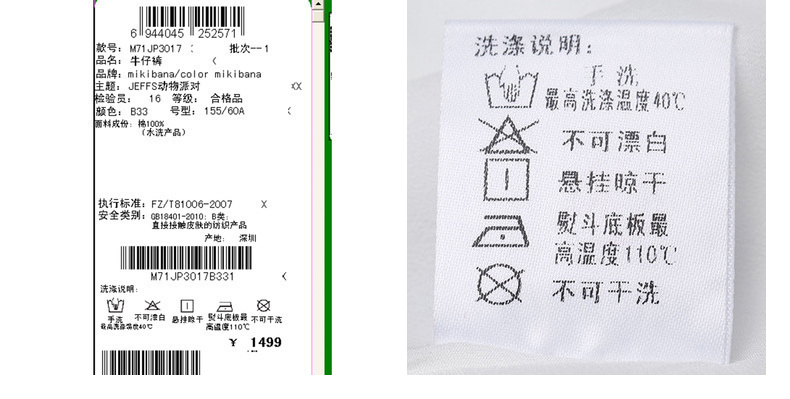 6 944045 252571
款号: M71JP3017 批次--1
品名: 牛仔裤
品牌: mikibana/color mikibana
主题: JEFFS动物派对
检验员: 16 等级: 合格品
颜色: B33 号型: 155/60A
面料成份: 棉100%
(水洗产品)
执行标准: FZ/T81006-2007
安全类别: GB18401-2010; B类;
直接接触皮肤的纺织产品
产地: 深圳
M71JP3017B331
洗涤说明:
手洗 不可漂白 悬挂晾干 熨斗底板最 不可干洗
最高洗涤温度40℃ 高温度110℃
¥ 1499
洗涤说明:
手洗
最高洗涤温度40℃
不可漂白
悬挂晾干
熨斗底板最
高温度110℃
不可干洗